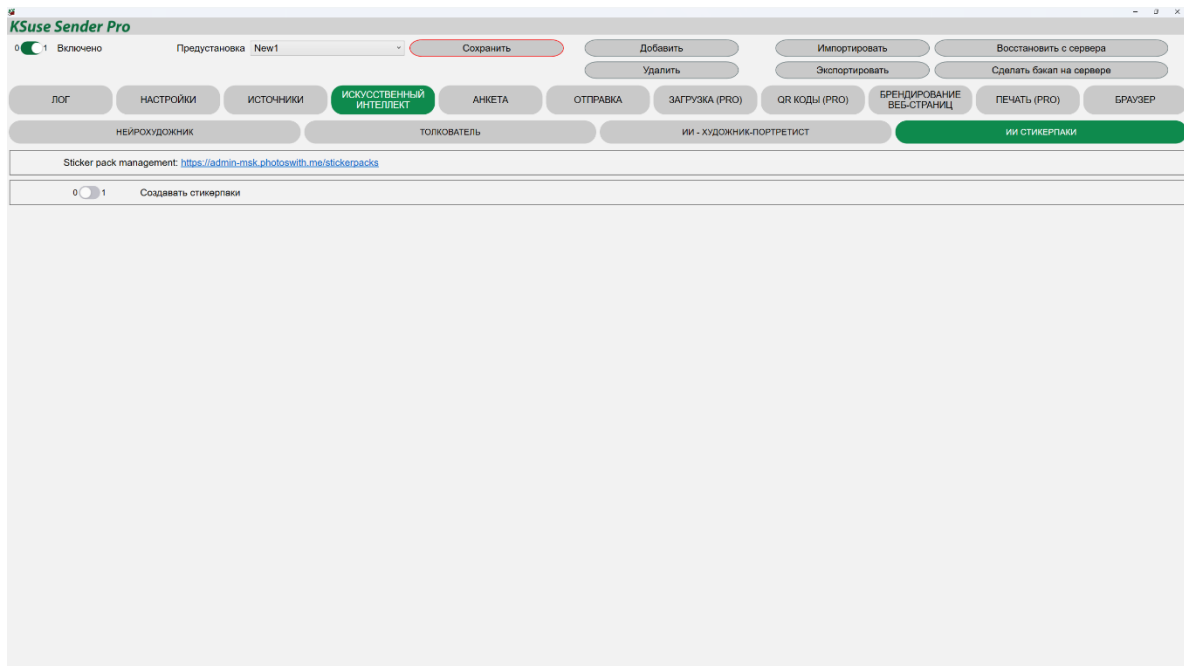 KSuse Sender Pro
0 1 Включено Предустановка New1 Сохранить Добавить Импортировать Восстановить с сервера
Удалить Экспортировать Сделать бэкап на сервере
ЛОГ НАСТРОЙКИ ИСТОЧНИКИ ИСКУССТВЕННЫЙ ИНТЕЛЛЕКТ АНКЕТА ОТПРАВКА ЗАГРУЗКА (PRO) QR КОДЫ (PRO) БРЕНДИРОВАНИЕ ВЕБ-СТРАНИЦ ПЕЧАТЬ (PRO) БРАУЗЕР
НЕЙРОХУДОЖНИК ТОЛКОВАТЕЛЬ ИИ - ХУДОЖНИК-ПОРТРЕТИСТ ИИ СТИКЕРПАКИ
Sticker pack management: https://admin-msk.photoswith.me/stickerpacks
0 1 Создавать стикерпаки